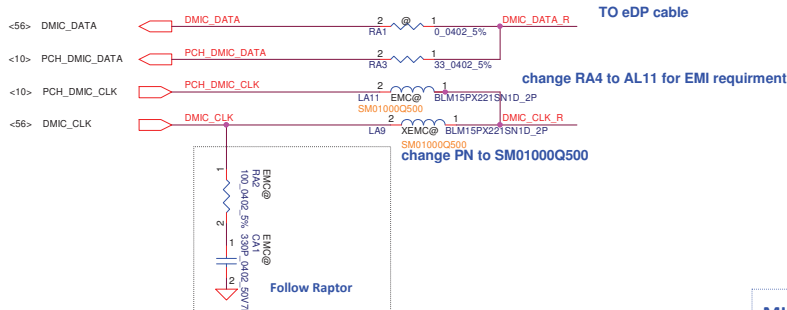 TO eDP cable
<56> DMIC_DATA DMIC_DATA 2 @ 1 DMIC_DATA_R
RA1 0_0402_5%
<10> PCH_DMIC_DATA PCH_DMIC_DATA 2 1
RA3 33_0402_5%
change RA4 to AL11 for EMI requirment
<10> PCH_DMIC_CLK PCH_DMIC_CLK 2 1
LA11 EMC@ BLM15PX221SN1D_2P
SM01000Q500
<56> DMIC_CLK DMIC_CLK 2 1 DMIC_CLK_R
LA9 XEMC@ BLM15PX221SN1D_2P
SM01000Q500
change PN to SM01000Q500
1
EMC@
RA2
100_0402_5%
2
1
EMC@
CA1
330P_0402_50V7
2
Follow Raptor